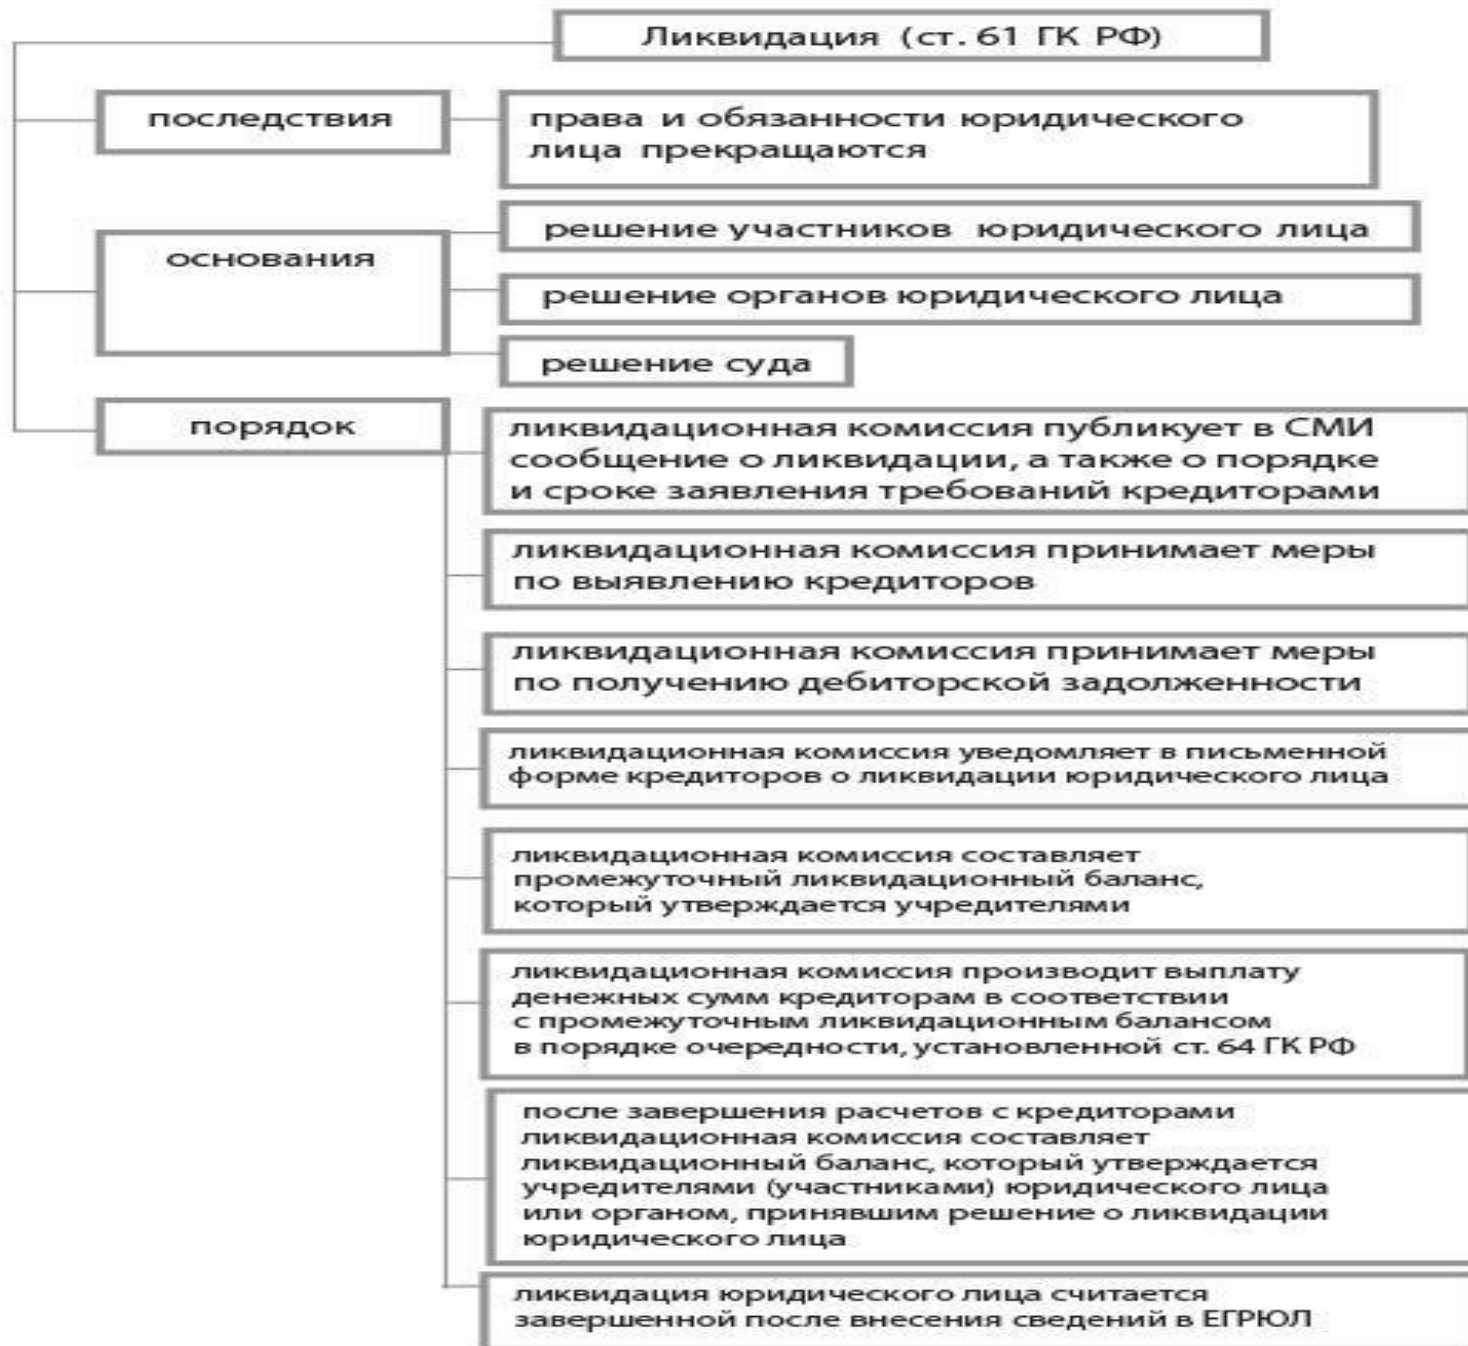 Ликвидация (ст. 61 ГК РФ)
последствия
права и обязанности юридического
лица прекращаются
основания
решение участников юридического лица
решение органов юридического лица
решение суда
порядок
ликвидационная комиссия публикует в СМИ
сообщение о ликвидации, а также о порядке
и сроке заявления требований кредиторами
ликвидационная комиссия принимает меры
по выявлению кредиторов
ликвидационная комиссия принимает меры
по получению дебиторской задолженности
ликвидационная комиссия уведомляет в письменной
форме кредиторов о ликвидации юридического лица
ликвидационная комиссия составляет
промежуточный ликвидационный баланс,
который утверждается учредителями
ликвидационная комиссия производит выплату
денежных сумм кредиторам в соответствии
с промежуточным ликвидационным балансом
в порядке очередности, установленной ст. 64 ГК РФ
после завершения расчетов с кредиторами
ликвидационная комиссия составляет
ликвидационный баланс, который утверждается
учредителями (участниками) юридического лица
или органом, принявшим решение о ликвидации
юридического лица
ликвидация юридического лица считается
завершенной после внесения сведений в ЕГРЮЛ